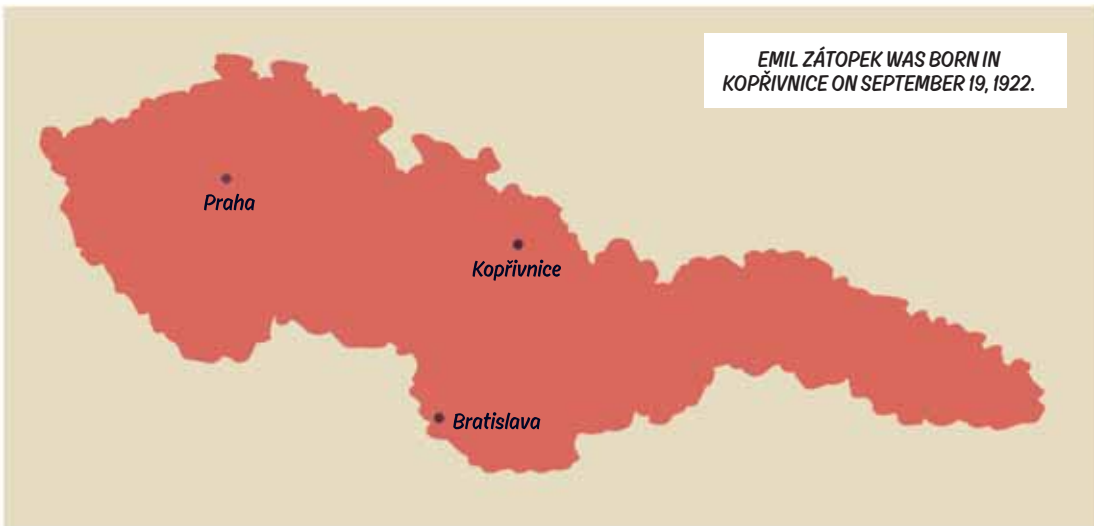 EMIL ZÁTOPEK WAS BORN IN
KOPŘIVNICE ON SEPTEMBER 19, 1922.
Praha
Kopřivnice
Bratislava